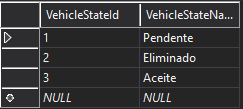 VehicleStateId VehicleStateNa...
1 Pendente
2 Eliminado
3 Aceite
NULL NULL